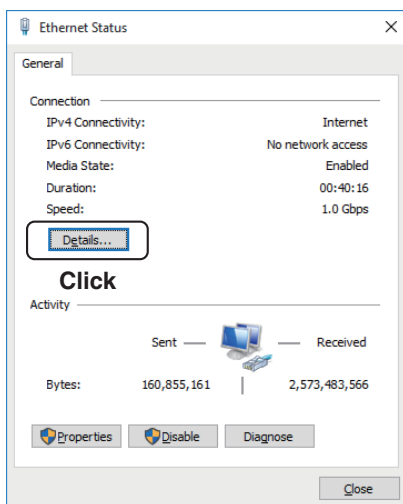 Ethernet Status
General
Connection
IPv4 Connectivity: Internet
IPv6 Connectivity: No network access
Media State: Enabled
Duration: 00:40:16
Speed: 1.0 Gbps
Details...
Click
Activity
Sent Received
Bytes: 160,855,161 2,573,483,566
Properties Disable Diagnose
Close